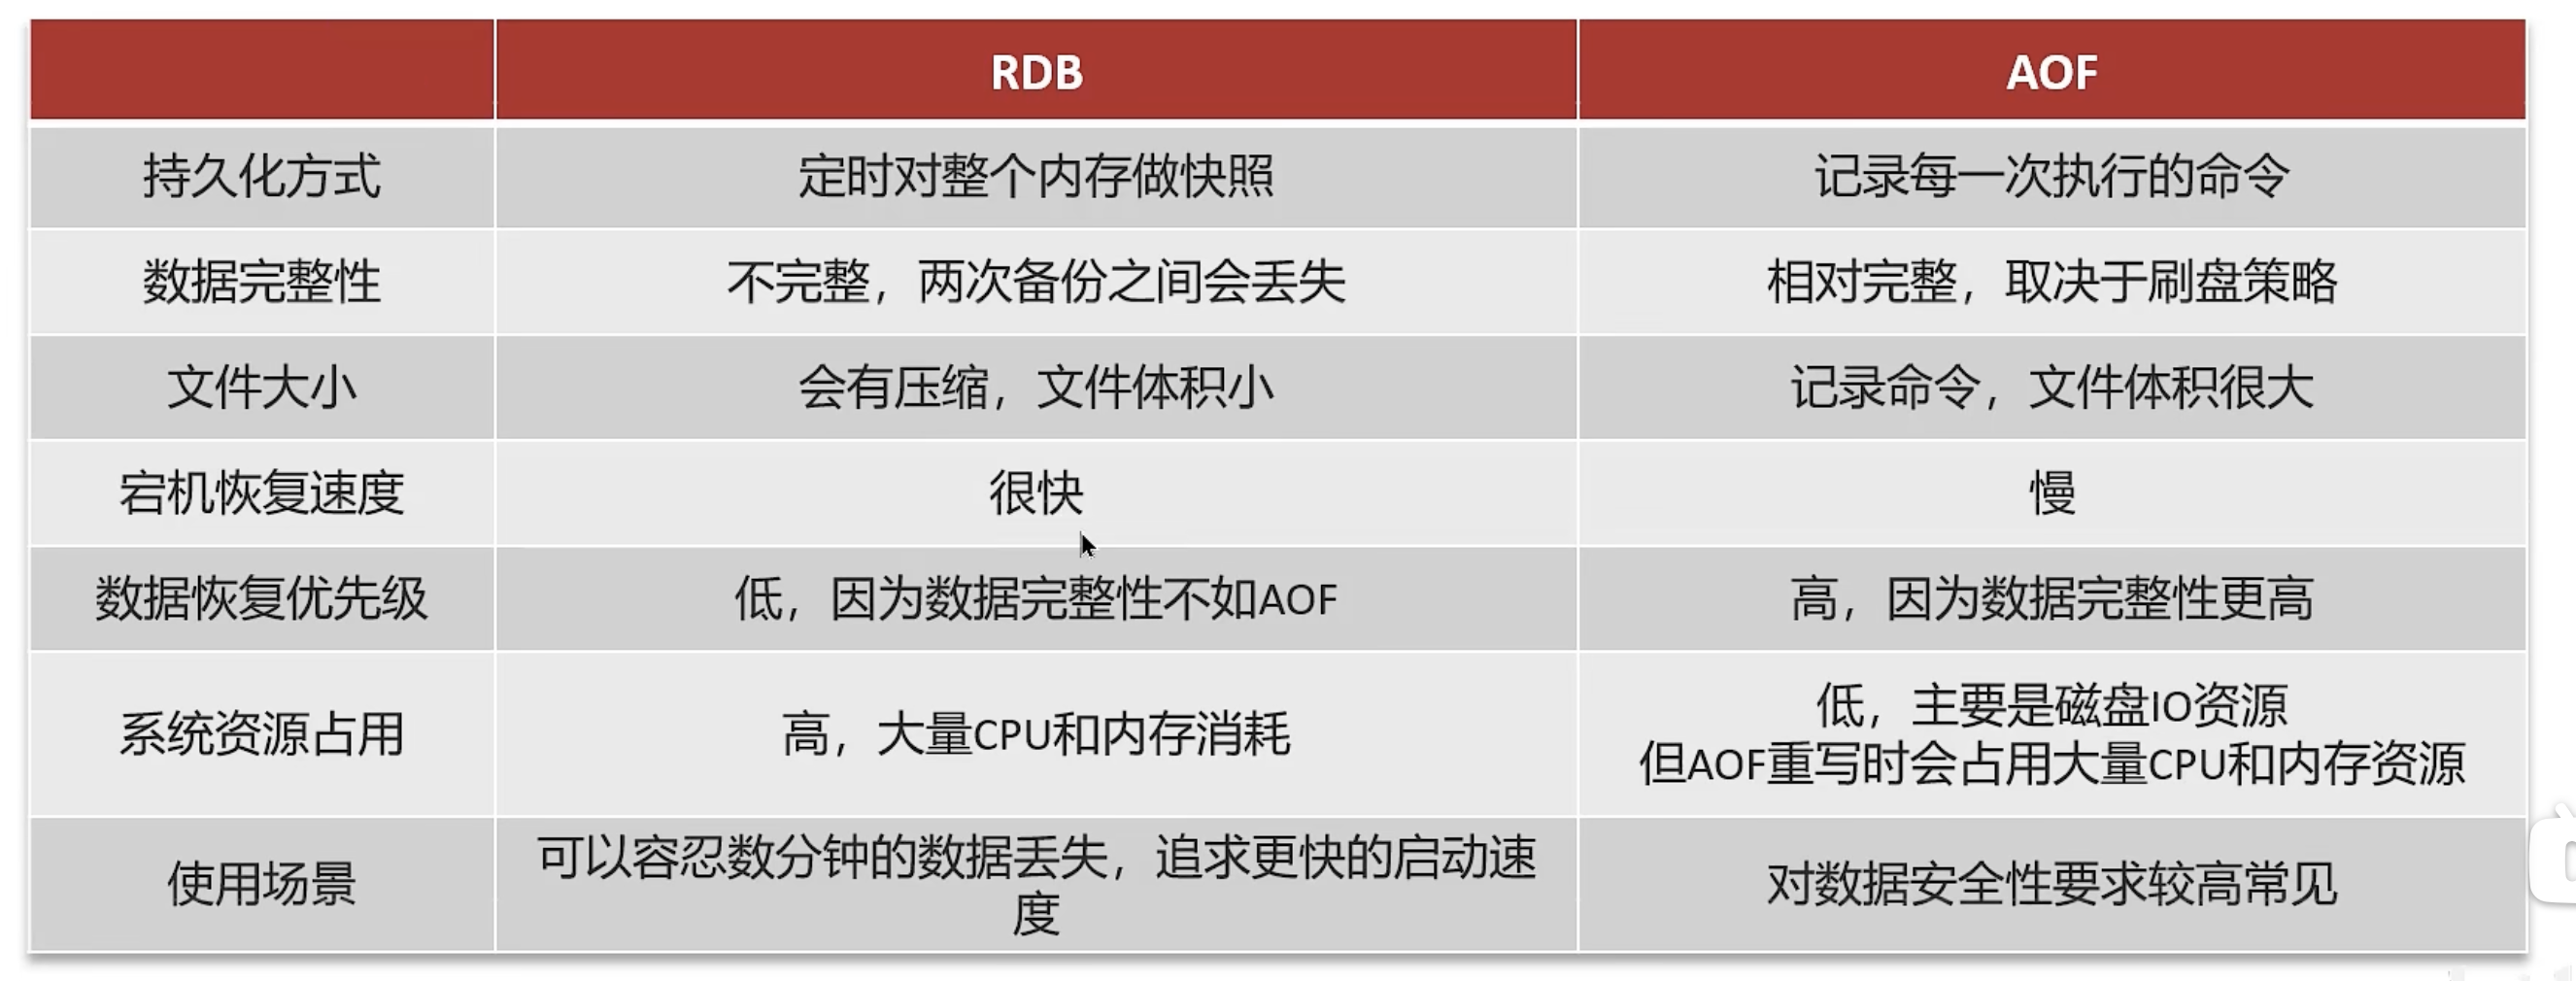 RDB AOF
持久化方式 定时对整个内存做快照 记录每一次执行的命令
数据完整性 不完整，两次备份之间会丢失 相对完整，取决于刷盘策略
文件大小 会有压缩，文件体积小 记录命令，文件体积很大
宕机恢复速度 很快 慢
数据恢复优先级 低，因为数据完整性不如AOF 高，因为数据完整性更高
系统资源占用 高，大量CPU和内存消耗 低，主要是磁盘IO资源
但AOF重写时会占用大量CPU和内存资源
使用场景 可以容忍数分钟的数据丢失，追求更快的启动速
度 对数据安全性要求较高常见